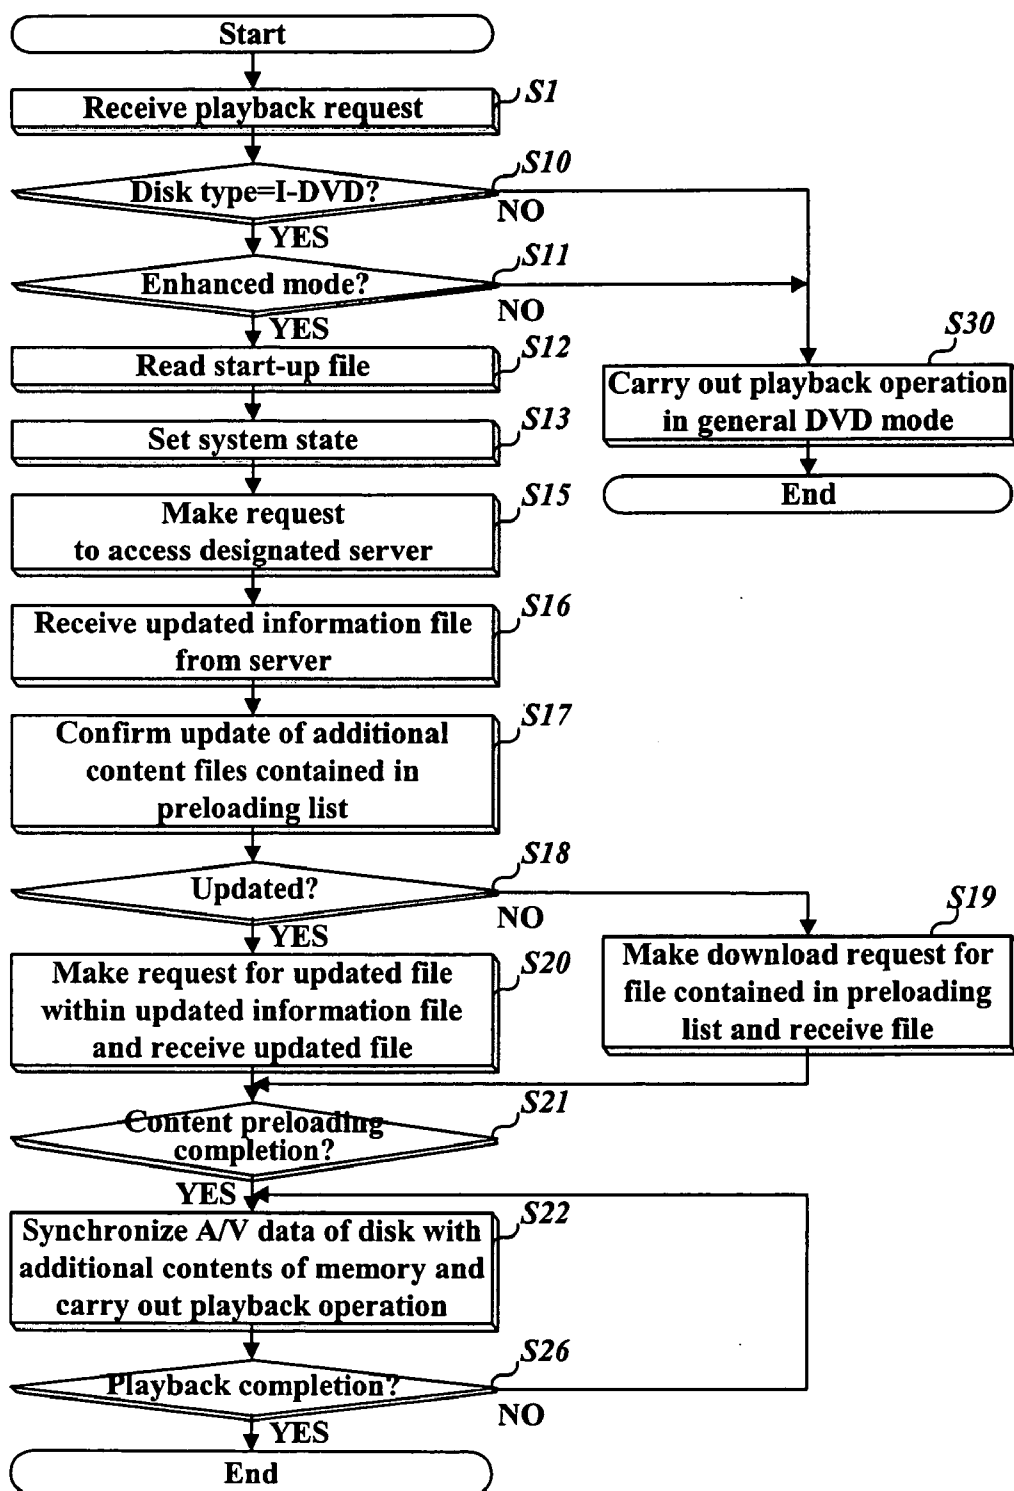 Start
S1
Receive playback request
S10
Disk type=I-DVD?
NO
YES
S11
Enhanced mode?
NO
YES
S12
Read start-up file
S30
Carry out playback operation
in general DVD mode
S13
Set system state
End
S15
Make request
to access designated server
S16
Receive updated information file
from server
S17
Confirm update of additional
content files contained in
preloading list
S18
Updated?
NO
YES
S19
Make download request for
file contained in preloading
list and receive file
S20
Make request for updated file
within updated information file
and receive updated file
S21
Content preloading
completion?
YES
S22
Synchronize A/V data of disk with
additional contents of memory and
carry out playback operation
S26
Playback completion?
NO
YES
End